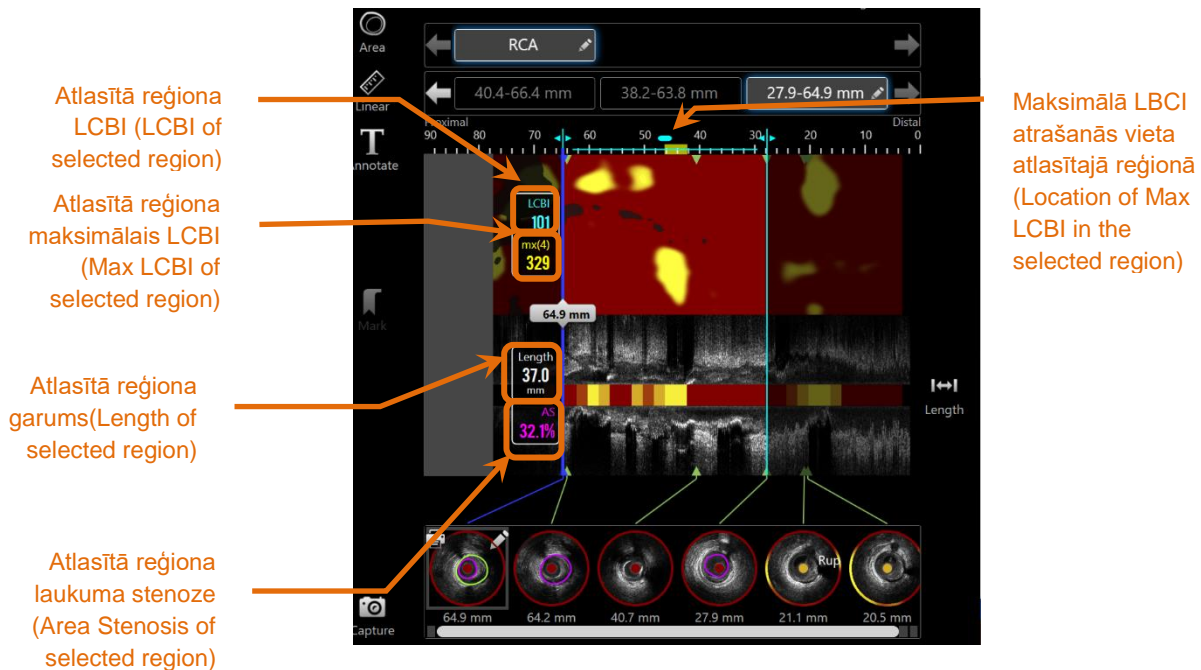 Atlasītā reģiona
LCBI (LCBI of
selected region)
Atlasītā reģiona
maksimālais LCBI
(Max LCBI of
selected region)
Atlasītā reģiona
garums(Length of
selected region)
Atlasītā reģiona
laukuma stenoze
(Area Stenosis of
selected region)
Area
Linear
Annotate
Mark
Capture
RCA
40.4-66.4 mm 38.2-63.8 mm 27.9-64.9 mm
Proximal Distal
90 80 70 60 50 40 30 20 10 0
LCBI
101
mx(4)
329
64.9 mm
Length
37.0
mm
AS
32.1%
Length
Rup
64.9 mm 64.2 mm 40.7 mm 27.9 mm 21.1 mm 20.5 mm
Maksimālā LBCI
atrašanās vieta
atlasītajā reģionā
(Location of Max
LCBI in the
selected region)